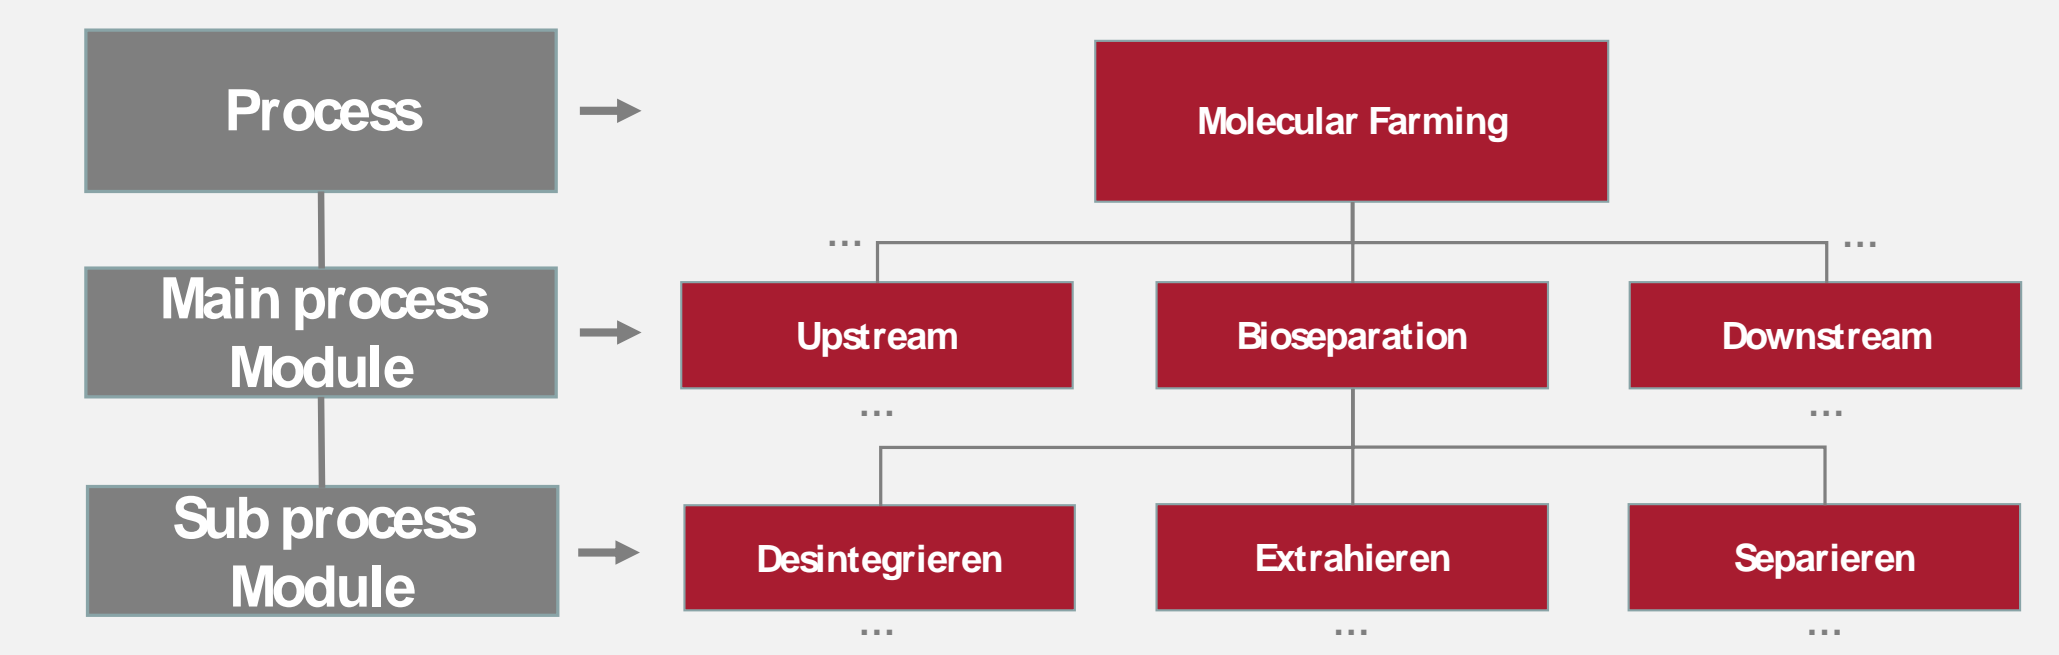 Process
Molecular Farming
... ...
Main process
Module
Upstream
Bioseparation
Downstream
... ...
Sub process
Module
Desintegrieren
Extrahieren
Separieren
... ... ...